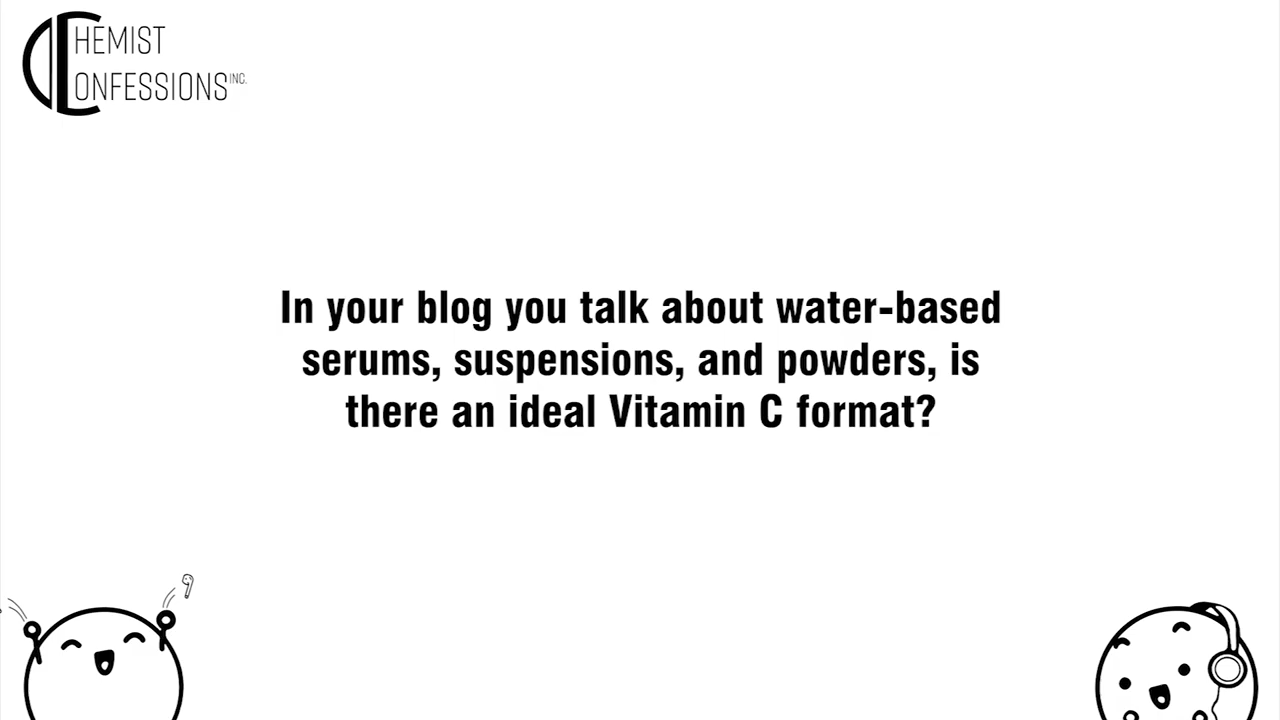 CHEMIST
CONFESSIONS INC.
In your blog you talk about water-based
serums, suspensions, and powders, is
there an ideal Vitamin C format?